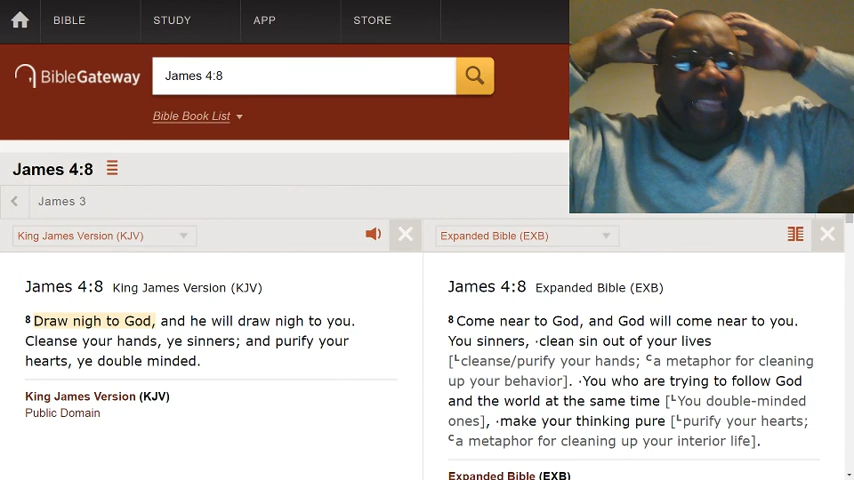 BIBLE STUDY APP STORE
BibleGateway
James 4:8
Bible Book List
James 4:8
James 3
King James Version (KJV)
Expanded Bible (EXB)
James 4:8 King James Version (KJV)
8 Draw nigh to God, and he will draw nigh to you.
Cleanse your hands, ye sinners; and purify your
hearts, ye double minded.
King James Version (KJV)
Public Domain
James 4:8 Expanded Bible (EXB)
8 Come near to God, and God will come near to you.
You sinners, ·clean sin out of your lives
[L cleanse/purify your hands; C a metaphor for cleaning
up your behavior]. ·You who are trying to follow God
and the world at the same time [L You double-minded
ones], ·make your thinking pure [L purify your hearts;
C a metaphor for cleaning up your interior life].
Expanded Bible (EXB)